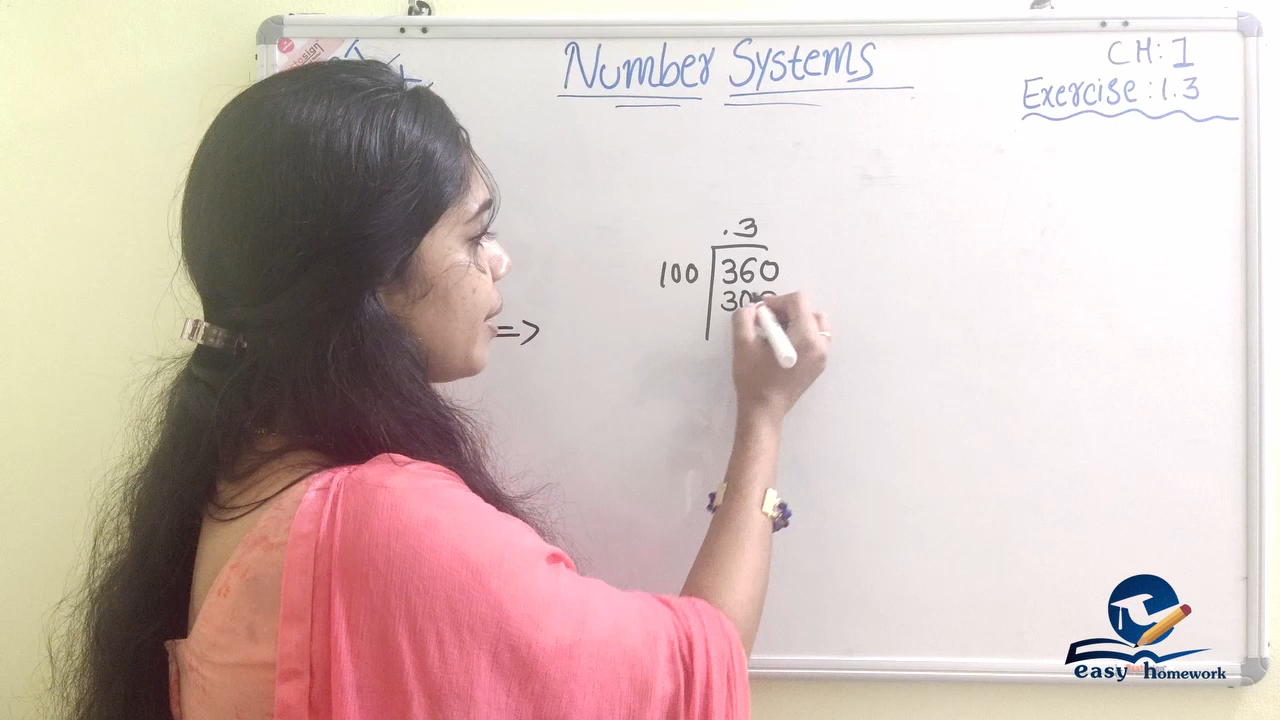 Number Systems
CH: 1
Exercise: 1.3
.3
100 360
300
=>
easy homework